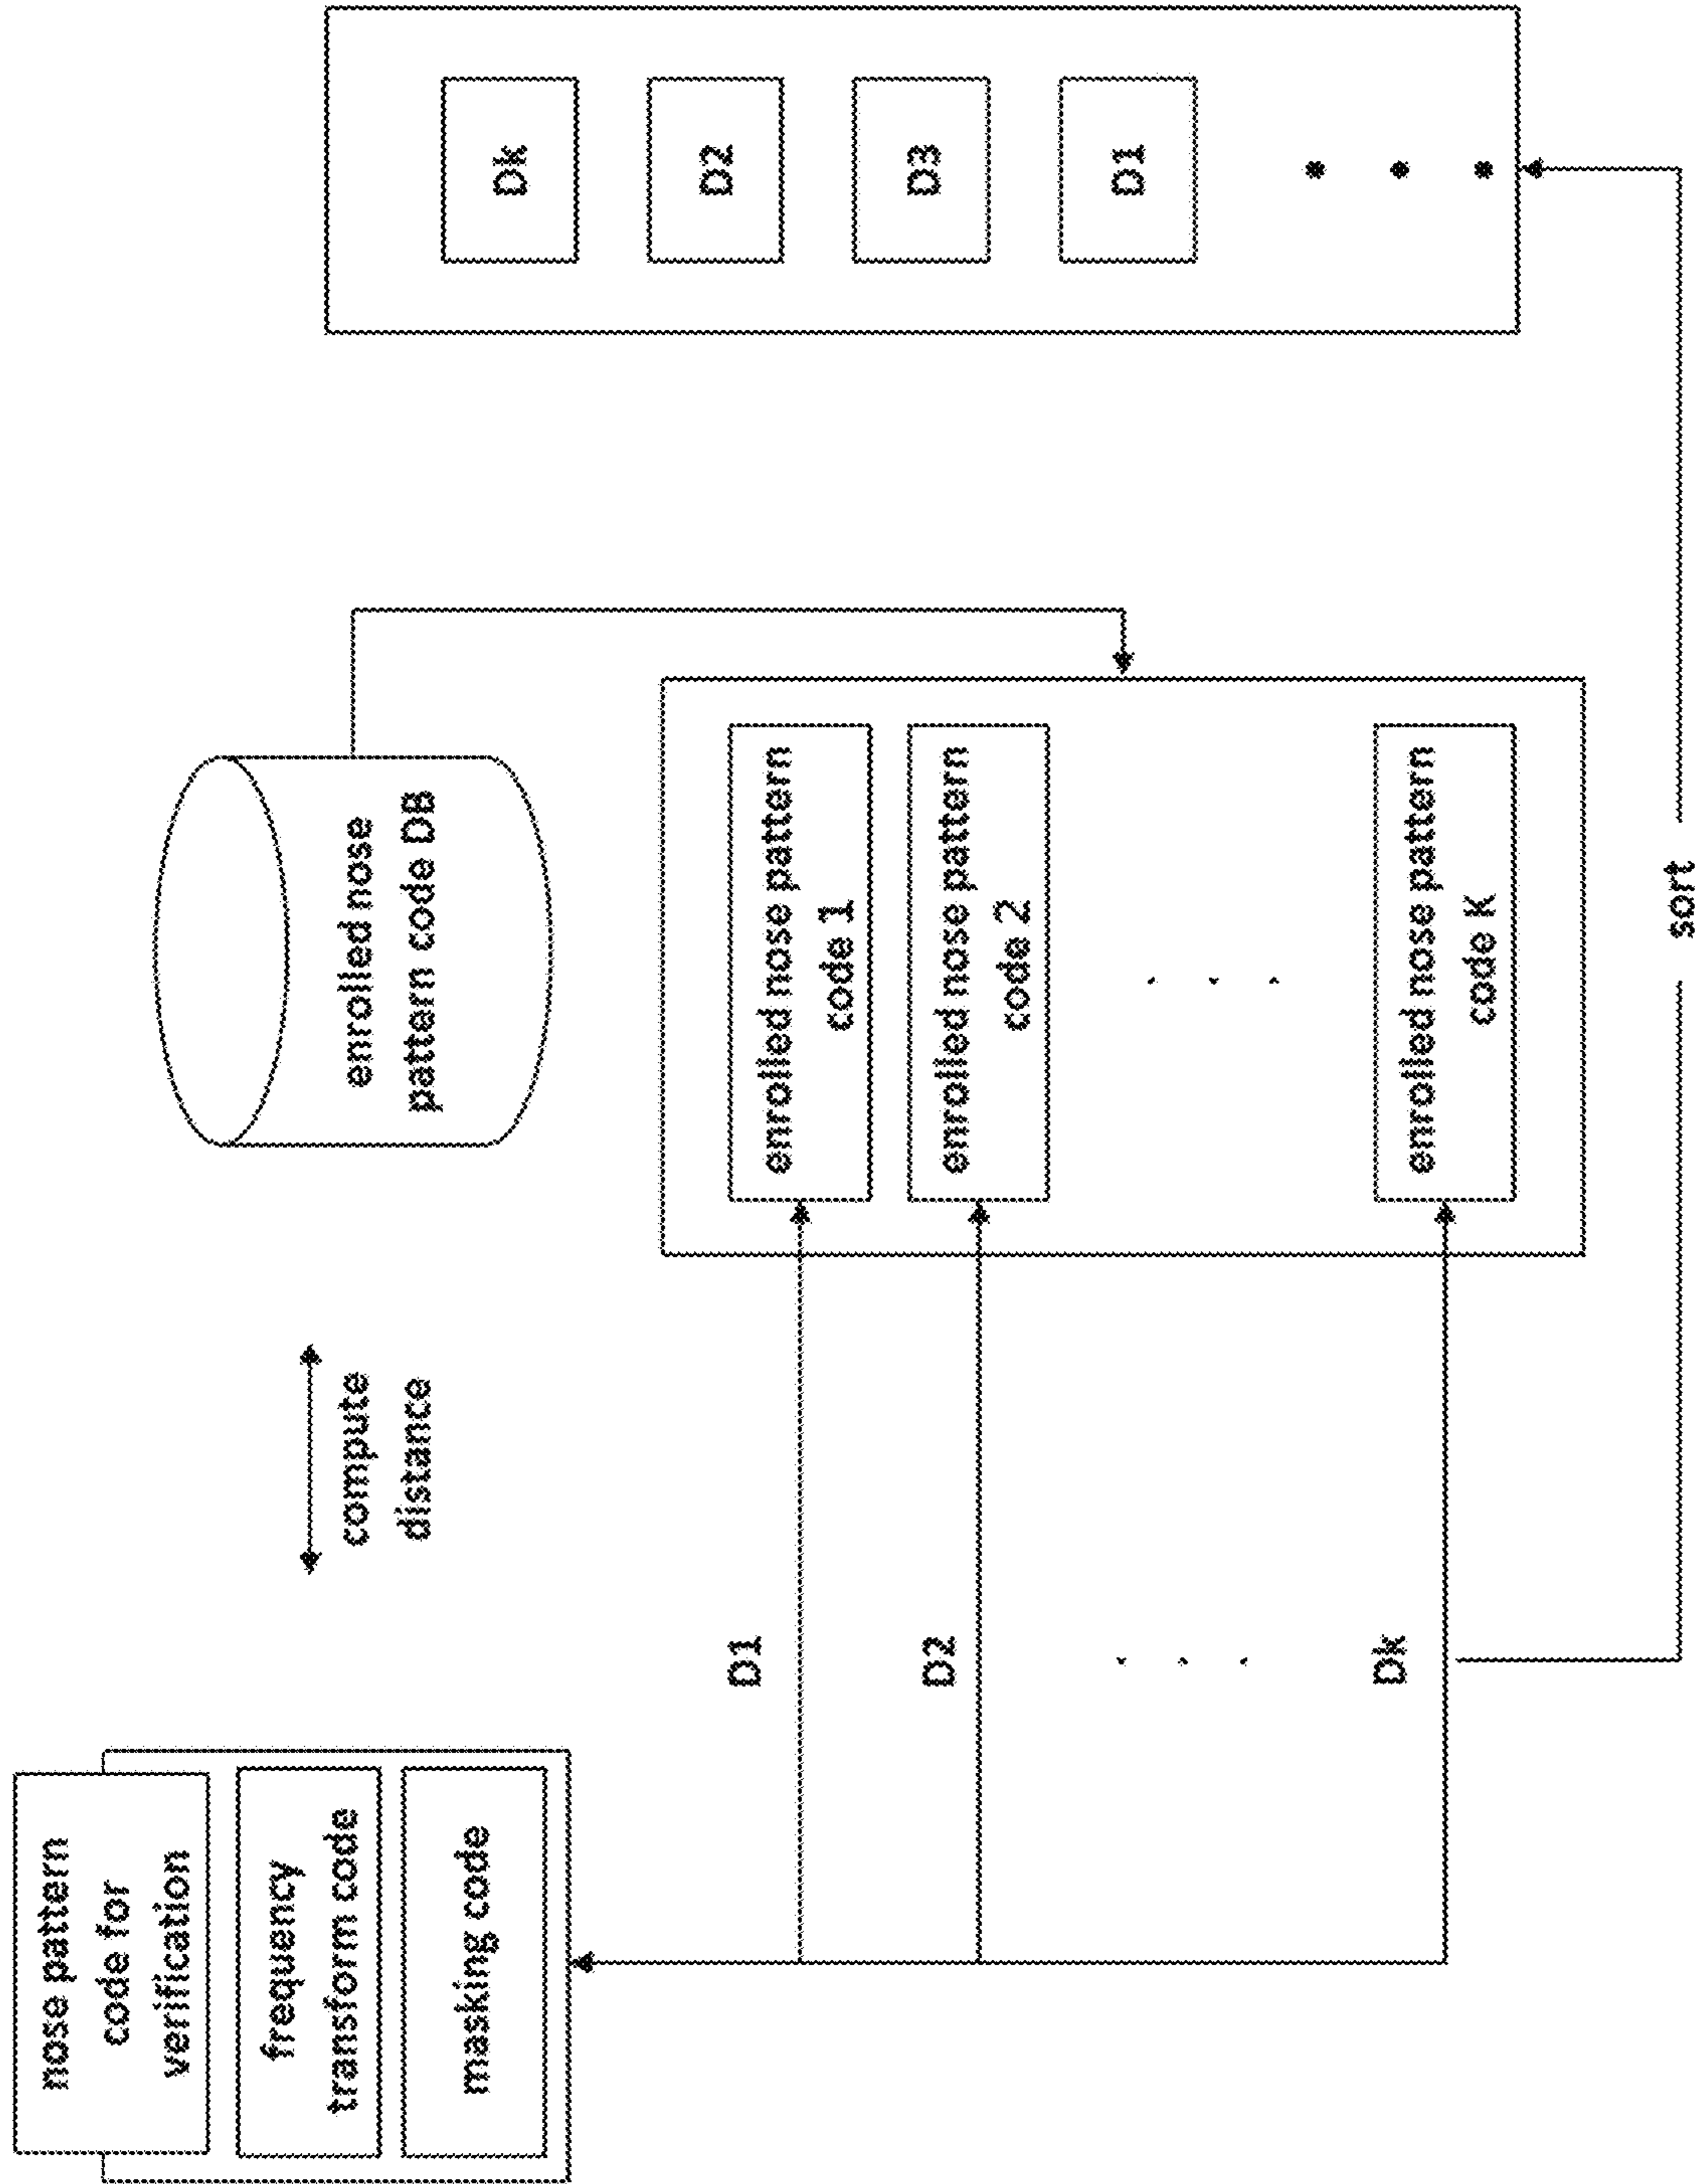 nose pattern
code for
verification
frequency
transform code
masking code
compute
distance
enrolled nose
pattern code DB
D1
D2
Dk
enrolled nose pattern
code 1
enrolled nose pattern
code 2
enrolled nose pattern
code K
sort
Dk
D2
D3
D1